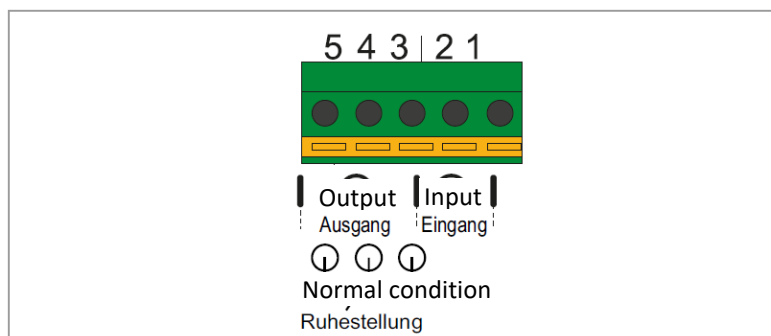 5 4 3 2 1
Output Input
Ausgang Eingang
Normal condition
Ruhestellung